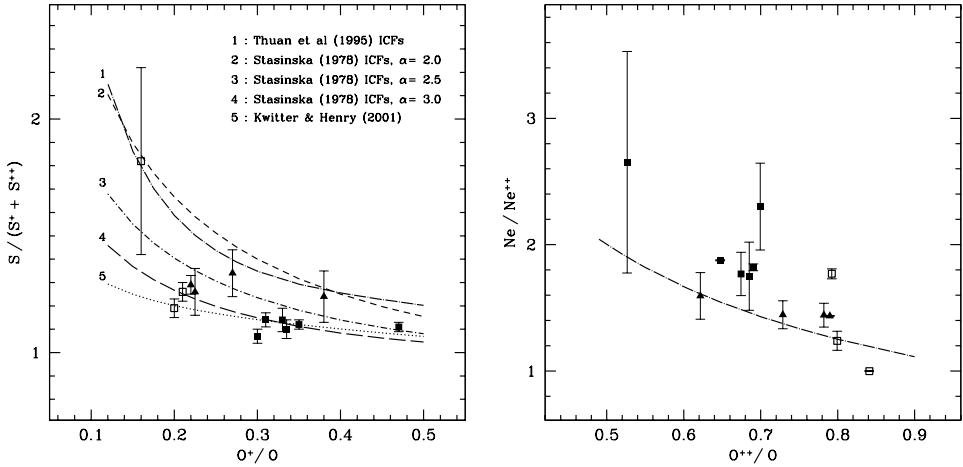 1 : Thuan et al (1995) ICFs
2 : Stasinska (1978) ICFs, α= 2.0
3 : Stasinska (1978) ICFs, α= 2.5
4 : Stasinska (1978) ICFs, α= 3.0
5 : Kwitter & Henry (2001)
1
2
3
4
5
2
1
S / (S⁺ + S⁺⁺)
0.1 0.2 0.3 0.4 0.5
O⁺/ O
3
2
1
Ne / Ne⁺⁺
0.5 0.6 0.7 0.8 0.9
O⁺⁺/ O